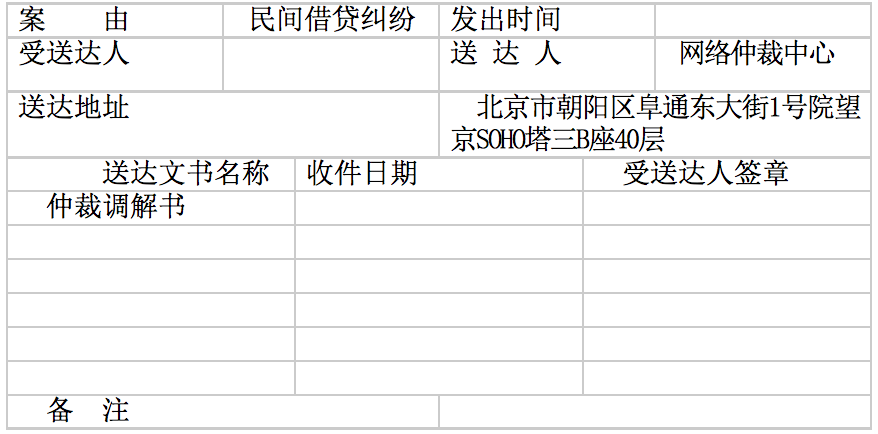 案 由 民间借贷纠纷 发出时间
受送达人 送 达 人 网络仲裁中心
送达地址 北京市朝阳区阜通东大街1号院望
京SOHO塔三B座40层
送达文书名称 收件日期 受送达人签章
仲裁调解书
备 注